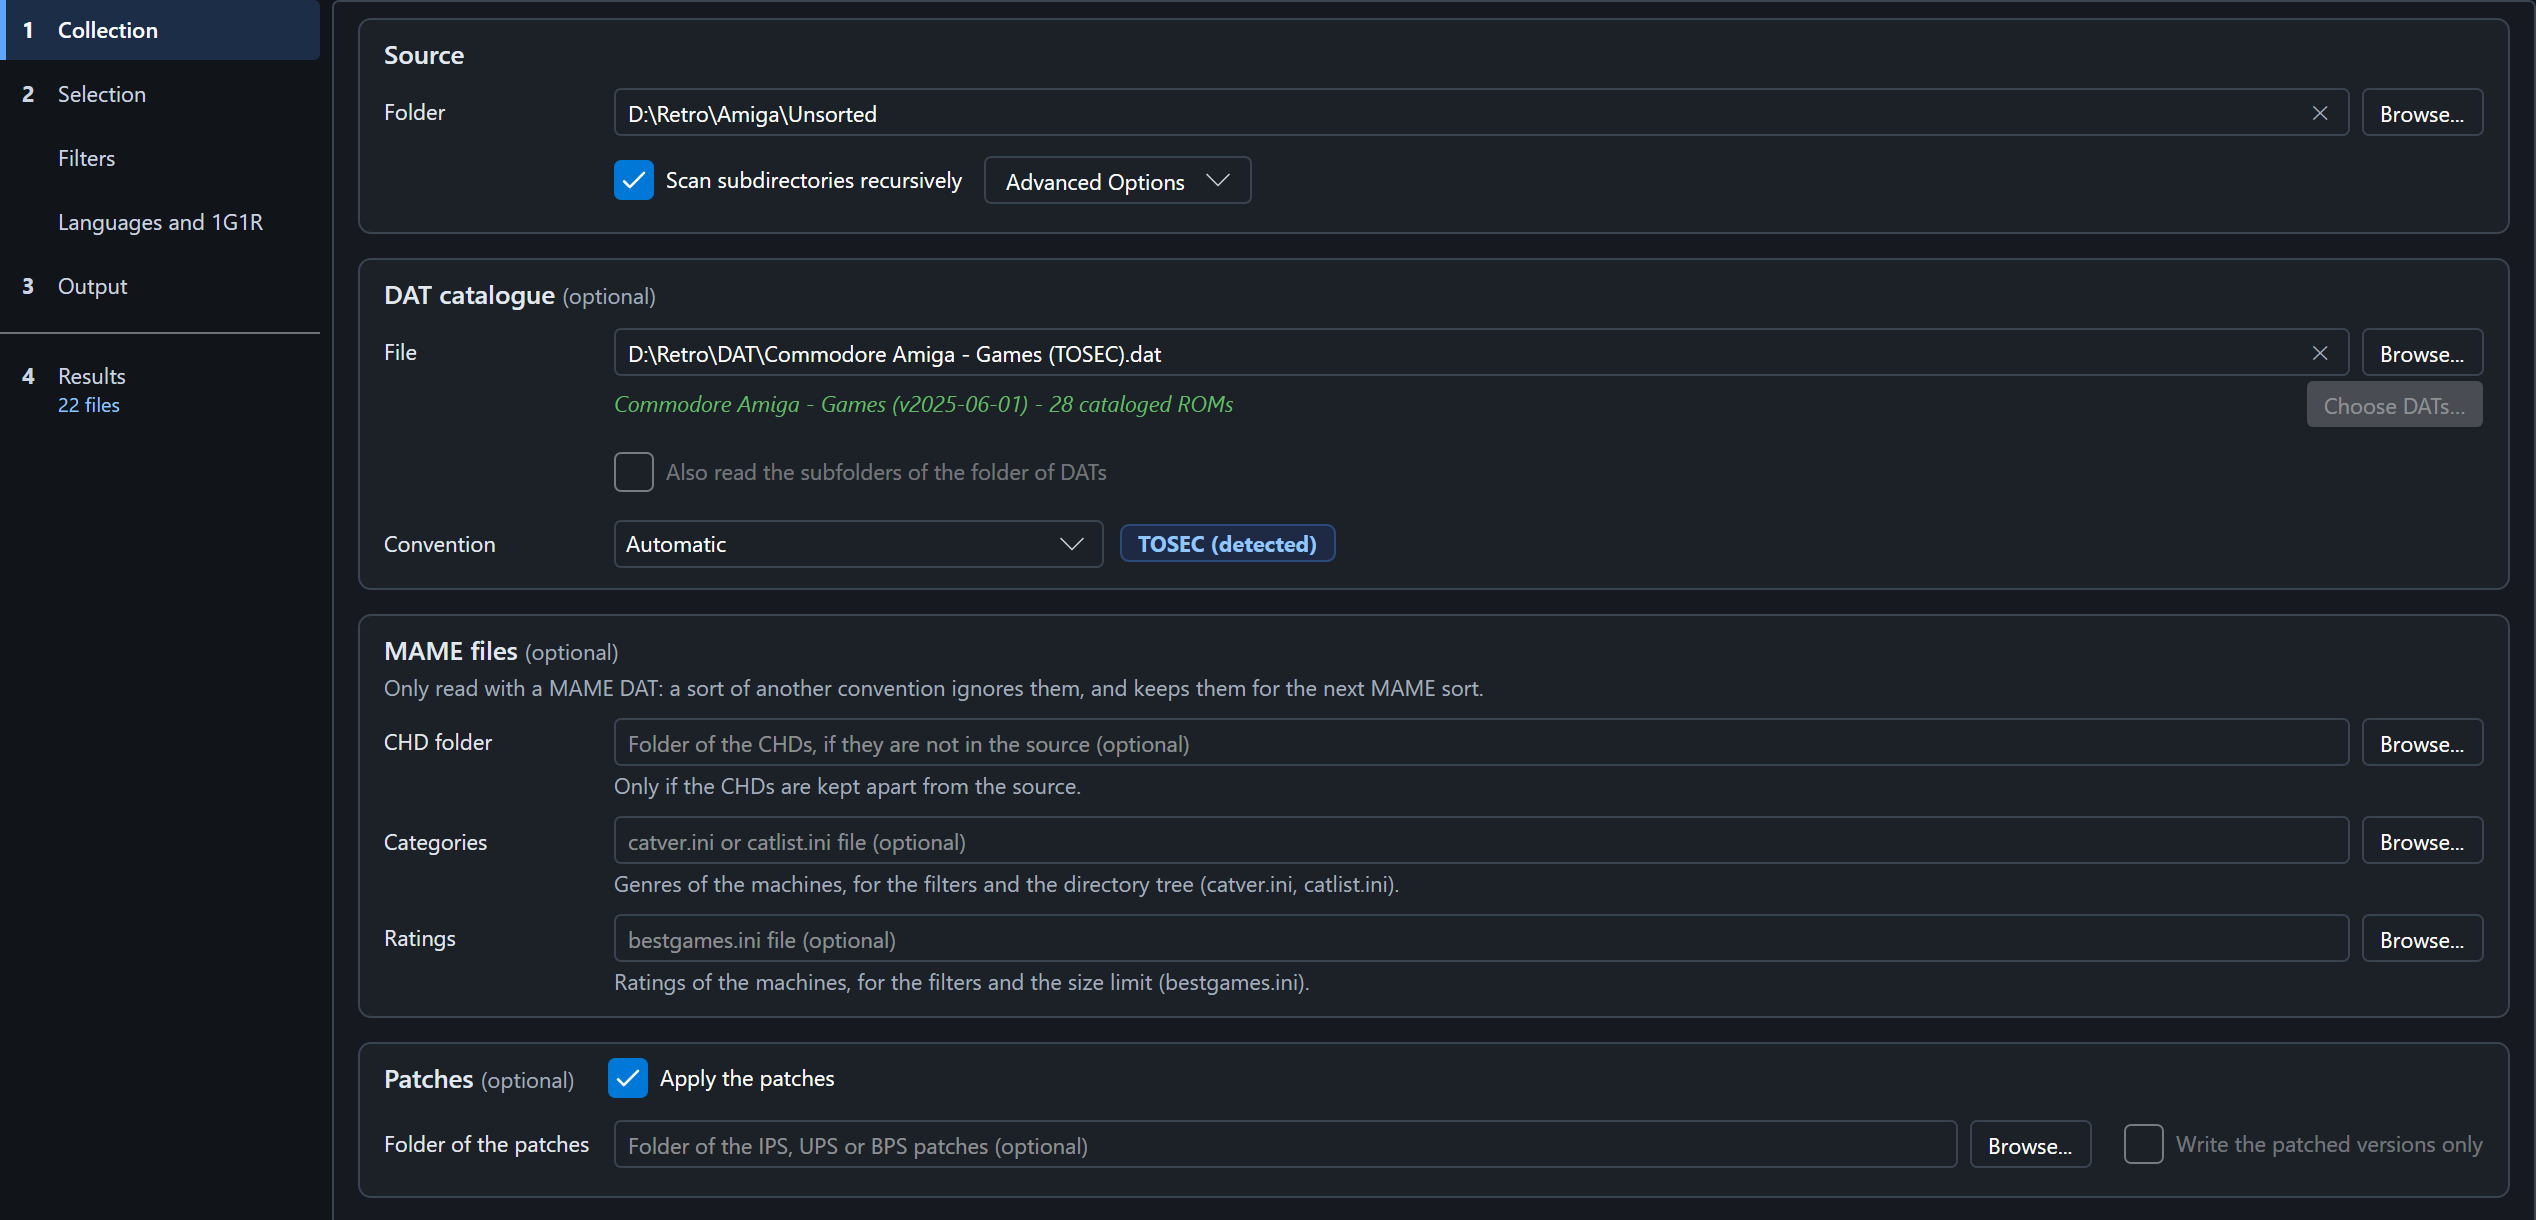 1 Collection
2 Selection
Filters
Languages and 1G1R
3 Output
4 Results
22 files
Source
Folder D:\Retro\Amiga\Unsorted Browse...
Scan subdirectories recursively Advanced Options
DAT catalogue (optional)
File D:\Retro\DAT\Commodore Amiga - Games (TOSEC).dat Browse...
Commodore Amiga - Games (v2025-06-01) - 28 cataloged ROMs Choose DATs...
Also read the subfolders of the folder of DATs
Convention Automatic TOSEC (detected)
MAME files (optional)
Only read with a MAME DAT: a sort of another convention ignores them, and keeps them for the next MAME sort.
CHD folder Folder of the CHDs, if they are not in the source (optional) Browse...
Only if the CHDs are kept apart from the source.
Categories catver.ini or catlist.ini file (optional) Browse...
Genres of the machines, for the filters and the directory tree (catver.ini, catlist.ini).
Ratings bestgames.ini file (optional) Browse...
Ratings of the machines, for the filters and the size limit (bestgames.ini).
Patches (optional) Apply the patches
Folder of the patches Folder of the IPS, UPS or BPS patches (optional) Browse... Write the patched versions only